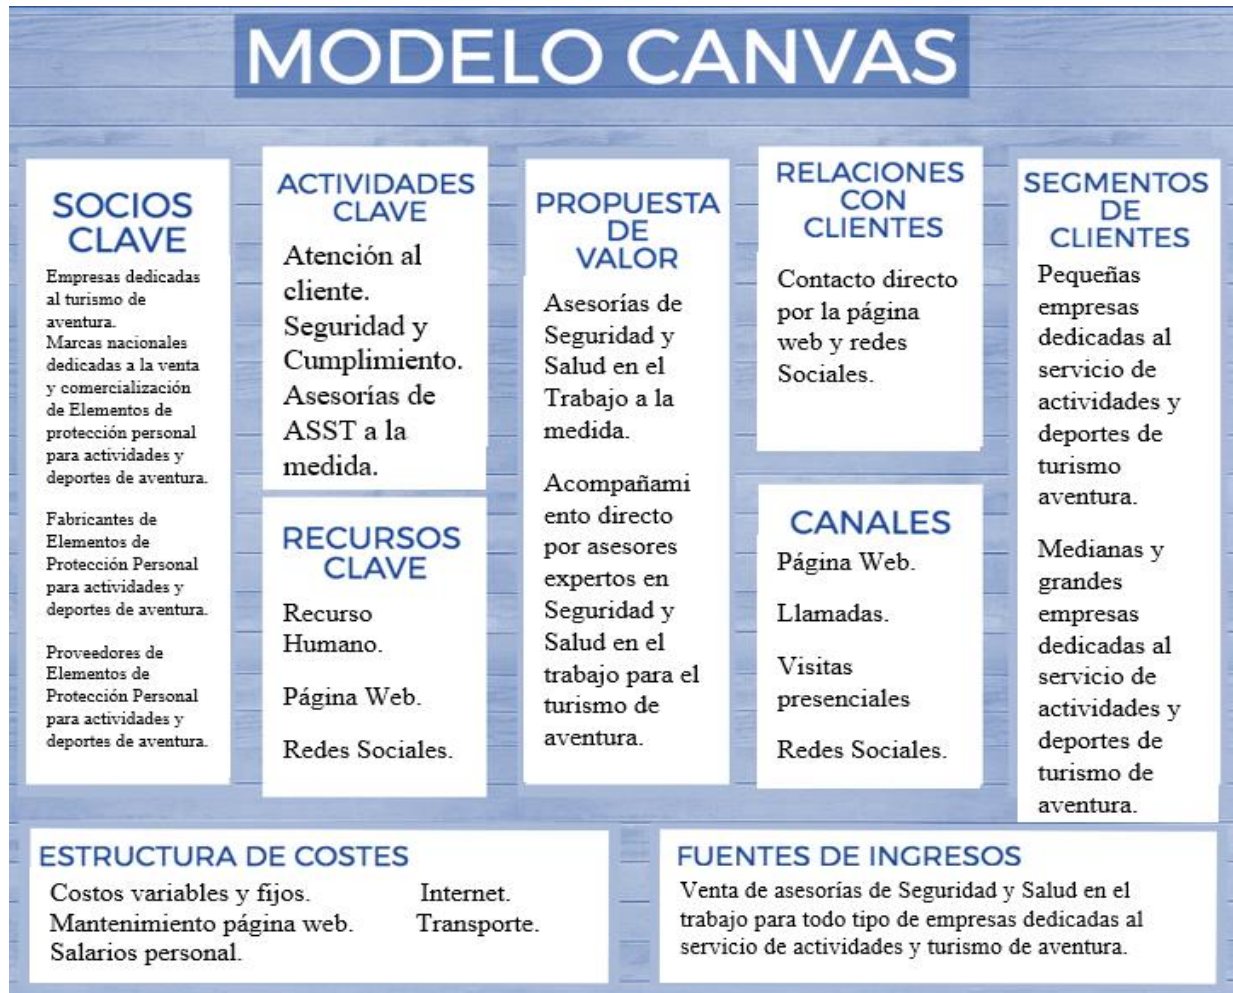 MODELO CANVAS
SOCIOS
CLAVE
Empresas dedicadas
al turismo de
aventura.
Marcas nacionales
dedicadas a la venta
y comercialización
de Elementos de
protección personal
para actividades y
deportes de aventura.
Fabricantes de
Elementos de
Protección Personal
para actividades y
deportes de aventura.
Proveedores de
Elementos de
Protección Personal
para actividades y
deportes de aventura.
ACTIVIDADES
CLAVE
Atención al
cliente.
Seguridad y
Cumplimiento.
Asesorías de
ASST a la
medida.
RECURSOS
CLAVE
Recurso
Humano.
Página Web.
Redes Sociales.
PROPUESTA
DE
VALOR
Asesorías de
Seguridad y
Salud en el
Trabajo a la
medida.
Acompañami
ento directo
por asesores
expertos en
Seguridad y
Salud en el
trabajo para el
turismo de
aventura.
RELACIONES
CON
CLIENTES
Contacto directo
por la página
web y redes
Sociales.
CANALES
Página Web.
Llamadas.
Visitas
presenciales
Redes Sociales.
SEGMENTOS
DE
CLIENTES
Pequeñas
empresas
dedicadas al
servicio de
actividades y
deportes de
turismo
aventura.
Medianas y
grandes
empresas
dedicadas al
servicio de
actividades y
deportes de
turismo de
aventura.
ESTRUCTURA DE COSTES
Costos variables y fijos.
Mantenimiento página web.
Salarios personal.
Internet.
Transporte.
FUENTES DE INGRESOS
Venta de asesorías de Seguridad y Salud en el
trabajo para todo tipo de empresas dedicadas al
servicio de actividades y turismo de aventura.